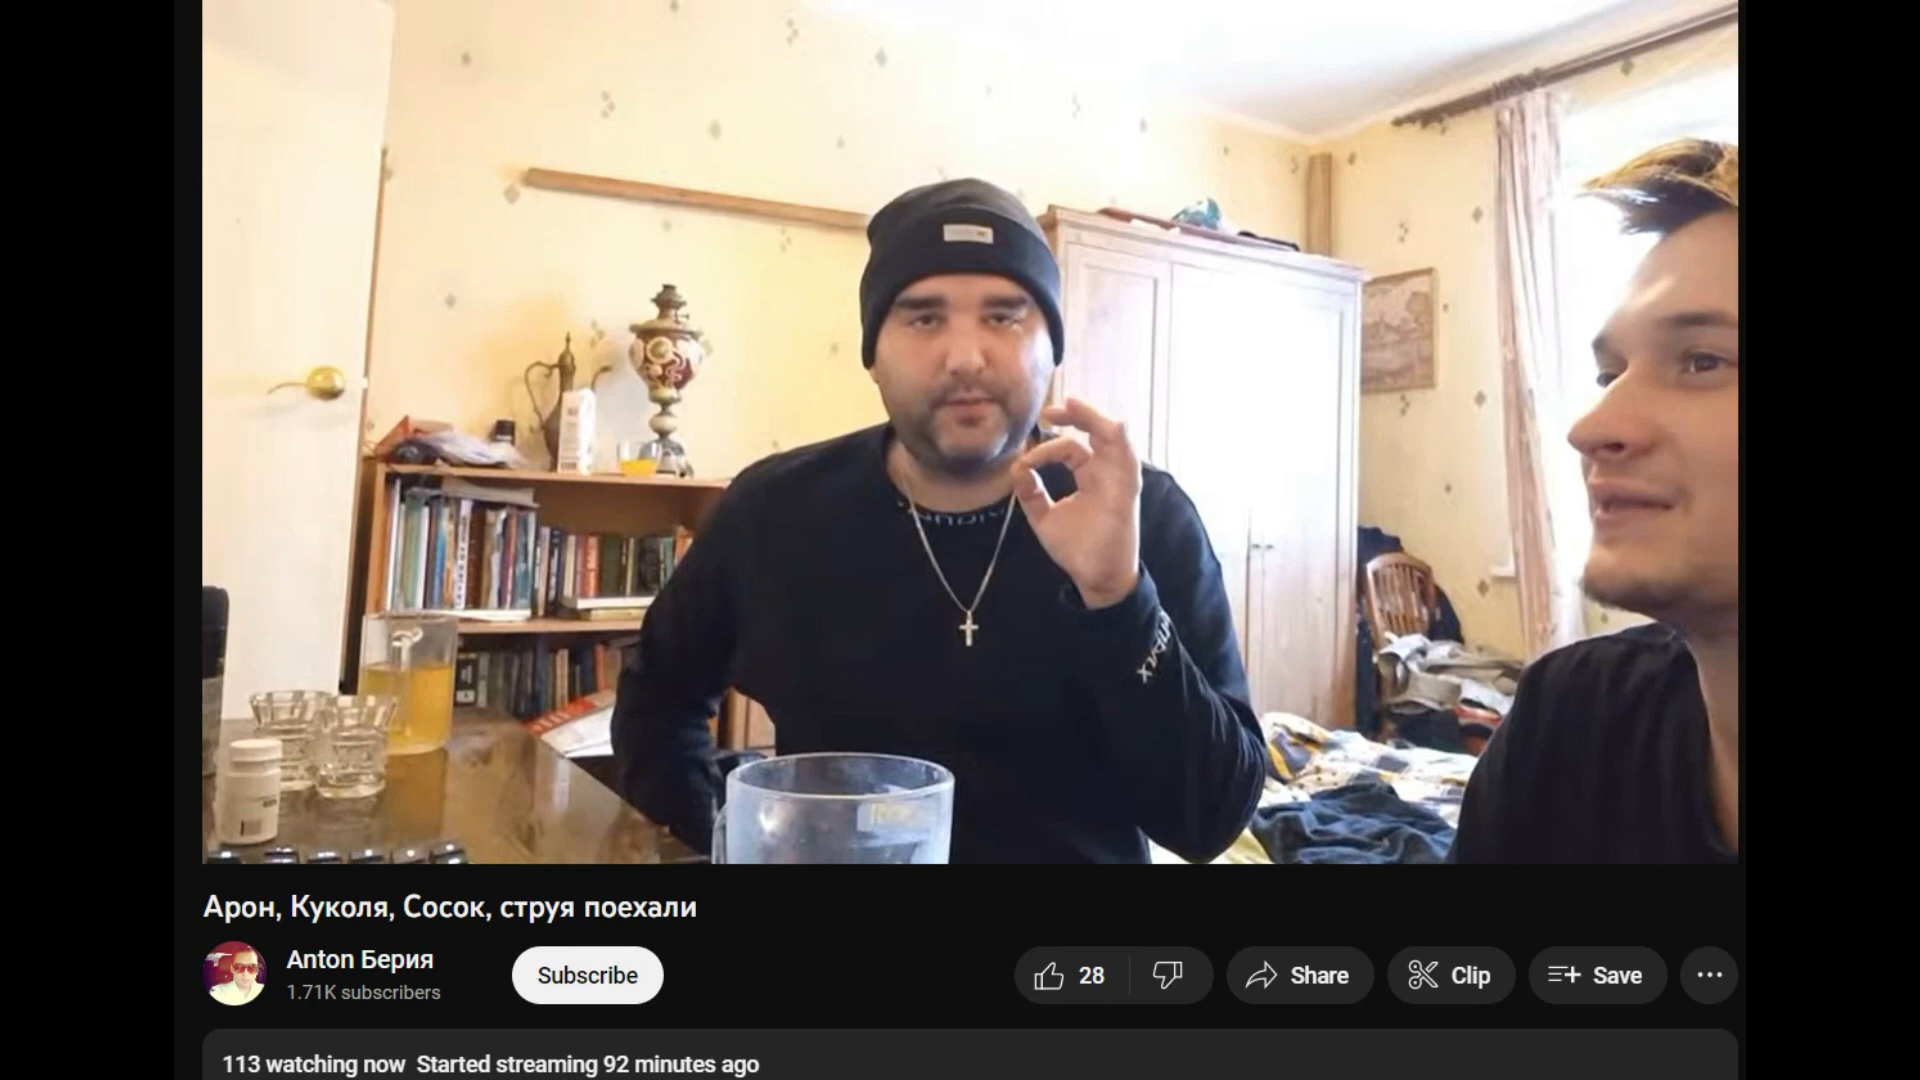 Арон, Куколя, Сосок, струя поехали
Anton Берия
1.71K subscribers
Subscribe
28
Share
Clip
Save
113 watching now Started streaming 92 minutes ago